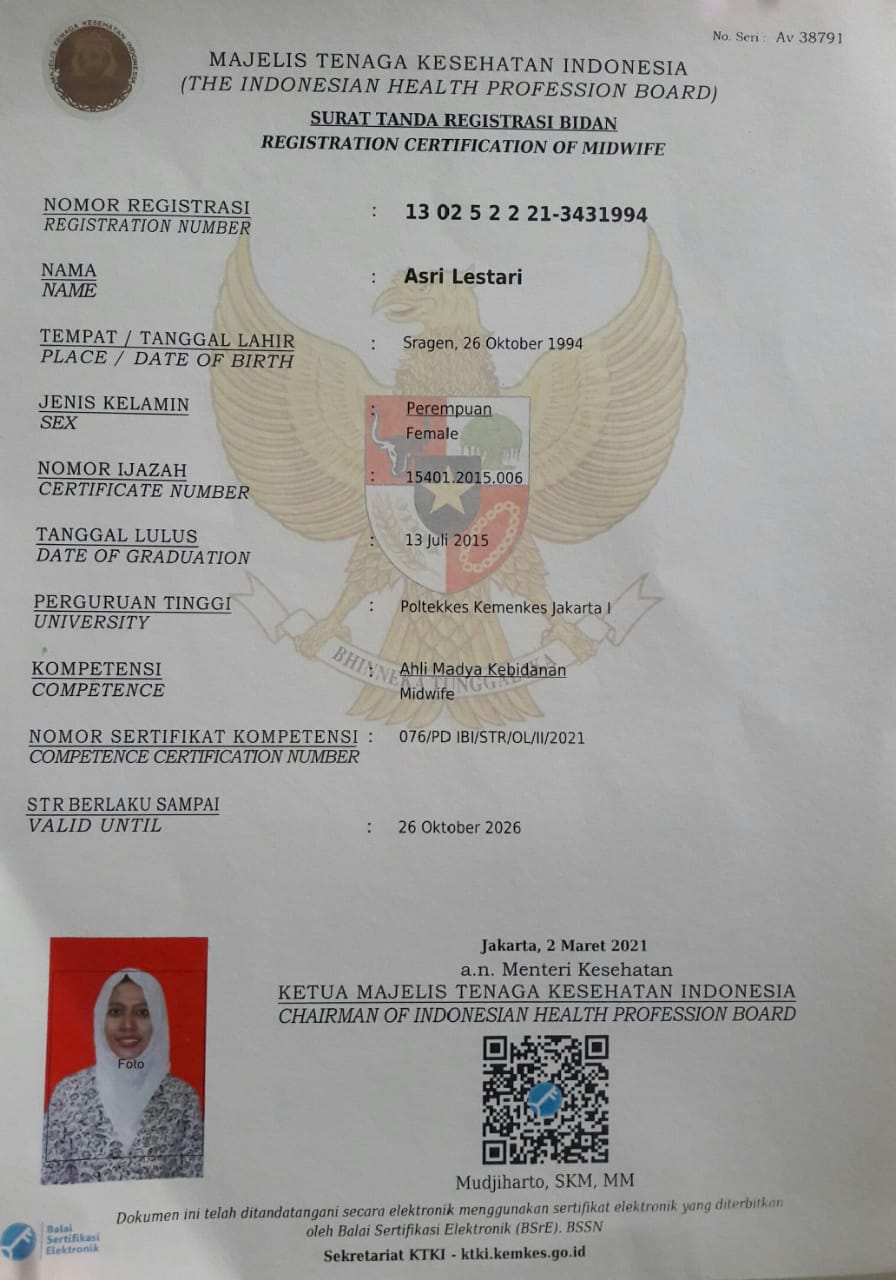 No. Seri : Av 38791
MAJELIS TENAGA KESEHATAN INDONESIA
MAJELIS TENAGA KESEHATAN INDONESIA
(THE INDONESIAN HEALTH PROFESSION BOARD)
SURAT TANDA REGISTRASI BIDAN
REGISTRATION CERTIFICATION OF MIDWIFE
NOMOR REGISTRASI : 13 02 5 2 2 21-3431994
REGISTRATION NUMBER
NAMA : Asri Lestari
NAME
TEMPAT / TANGGAL LAHIR : Sragen, 26 Oktober 1994
PLACE / DATE OF BIRTH
JENIS KELAMIN : Perempuan
SEX Female
NOMOR IJAZAH : 15401.2015.006
CERTIFICATE NUMBER
TANGGAL LULUS : 13 Juli 2015
DATE OF GRADUATION
PERGURUAN TINGGI : Poltekkes Kemenkes Jakarta I
UNIVERSITY
KOMPETENSI : Ahli Madya Kebidanan
COMPETENCE Midwife
BHINNEKA TUNGGAL IKA
NOMOR SERTIFIKAT KOMPETENSI : 076/PD IBI/STR/OL/II/2021
COMPETENCE CERTIFICATION NUMBER
STR BERLAKU SAMPAI
VALID UNTIL : 26 Oktober 2026
Jakarta, 2 Maret 2021
a.n. Menteri Kesehatan
KETUA MAJELIS TENAGA KESEHATAN INDONESIA
CHAIRMAN OF INDONESIAN HEALTH PROFESSION BOARD
Foto
Mudjiharto, SKM, MM
Dokumen ini telah ditandatangani secara elektronik menggunakan sertifikat elektronik yang diterbitkan
oleh Balai Sertifikasi Elektronik (BSrE). BSSN
Sekretariat KTKI - ktki.kemkes.go.id
Balai
Sertifikasi
Elektronik